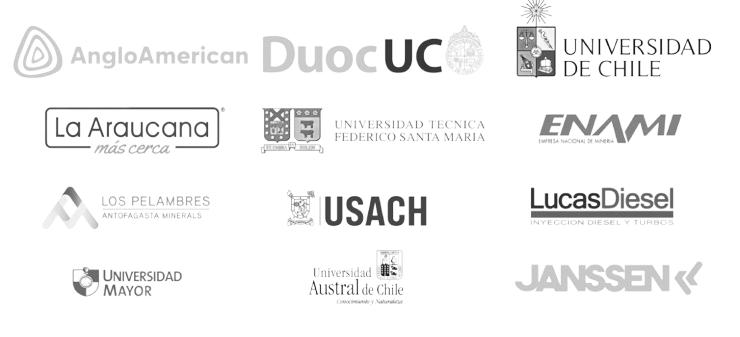 AngloAmerican
DuocUC
UNIVERSIDAD
DE CHILE
La Araucana®
más cerca
UNIVERSIDAD TECNICA
FEDERICO SANTA MARIA
ENAMI
EMPRESA NACIONAL DE MINERÍA
LOS PELAMBRES
ANTOFAGASTA MINERALS
USACH
LucasDiesel
INYECCION DIESEL Y TURBOS
UNIVERSIDAD
MAYOR
Universidad
Austral de Chile
Conocimiento y Naturaleza
JANSSEN